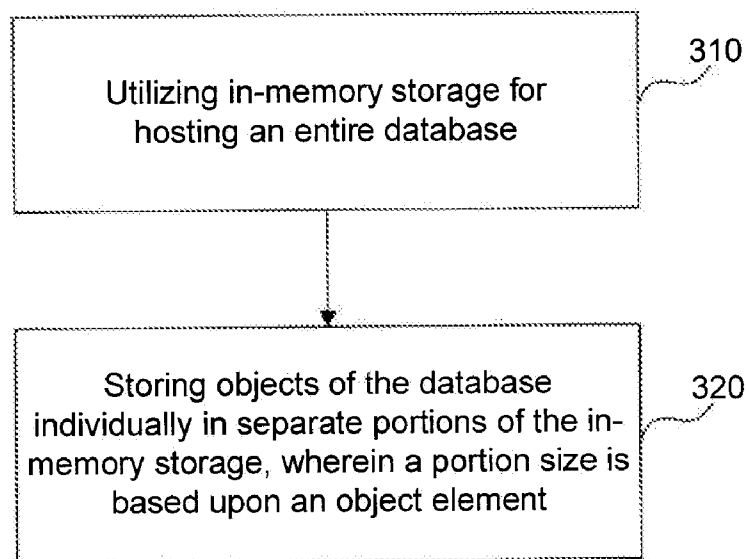 310
Utilizing in-memory storage for
hosting an entire database
320
Storing objects of the database
individually in separate portions of the in-
memory storage, wherein a portion size is
based upon an object element